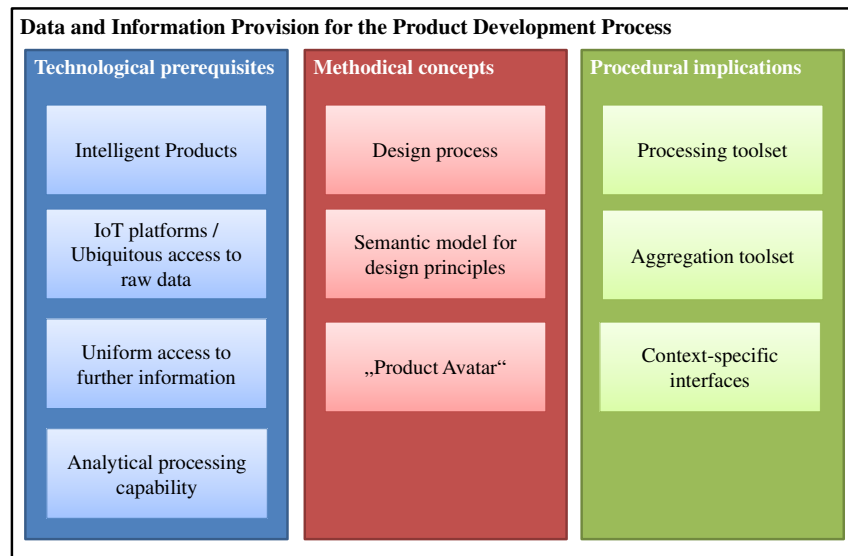 Data and Information Provision for the Product Development Process
Technological prerequisites
Intelligent Products
IoT platforms /
Ubiquitous access to
raw data
Uniform access to
further information
Analytical processing
capability
Methodical concepts
Design process
Semantic model for
design principles
„Product Avatar“
Procedural implications
Processing toolset
Aggregation toolset
Context-specific
interfaces